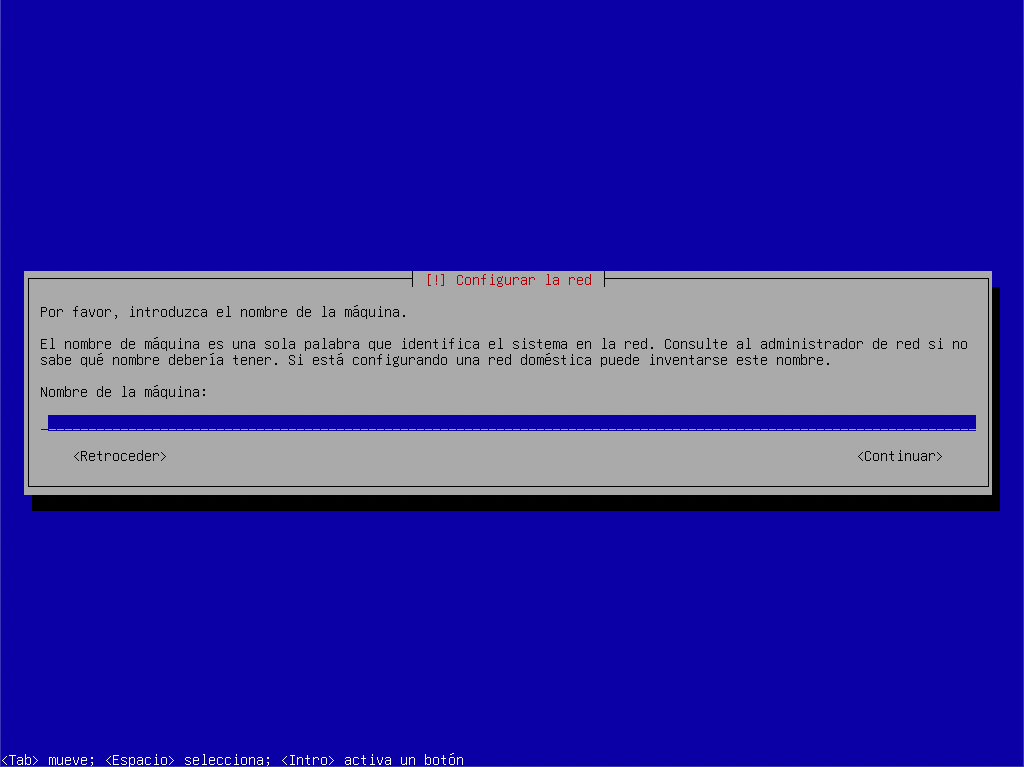 [!] Configurar la red
Por favor, introduzca el nombre de la máquina.
El nombre de máquina es una sola palabra que identifica el sistema en la red. Consulte al administrador de red si no
sabe qué nombre debería tener. Si está configurando una red doméstica puede inventarse este nombre.
Nombre de la máquina:
<Retroceder> <Continuar>
<Tab> mueve; <Espacio> selecciona; <Intro> activa un botón